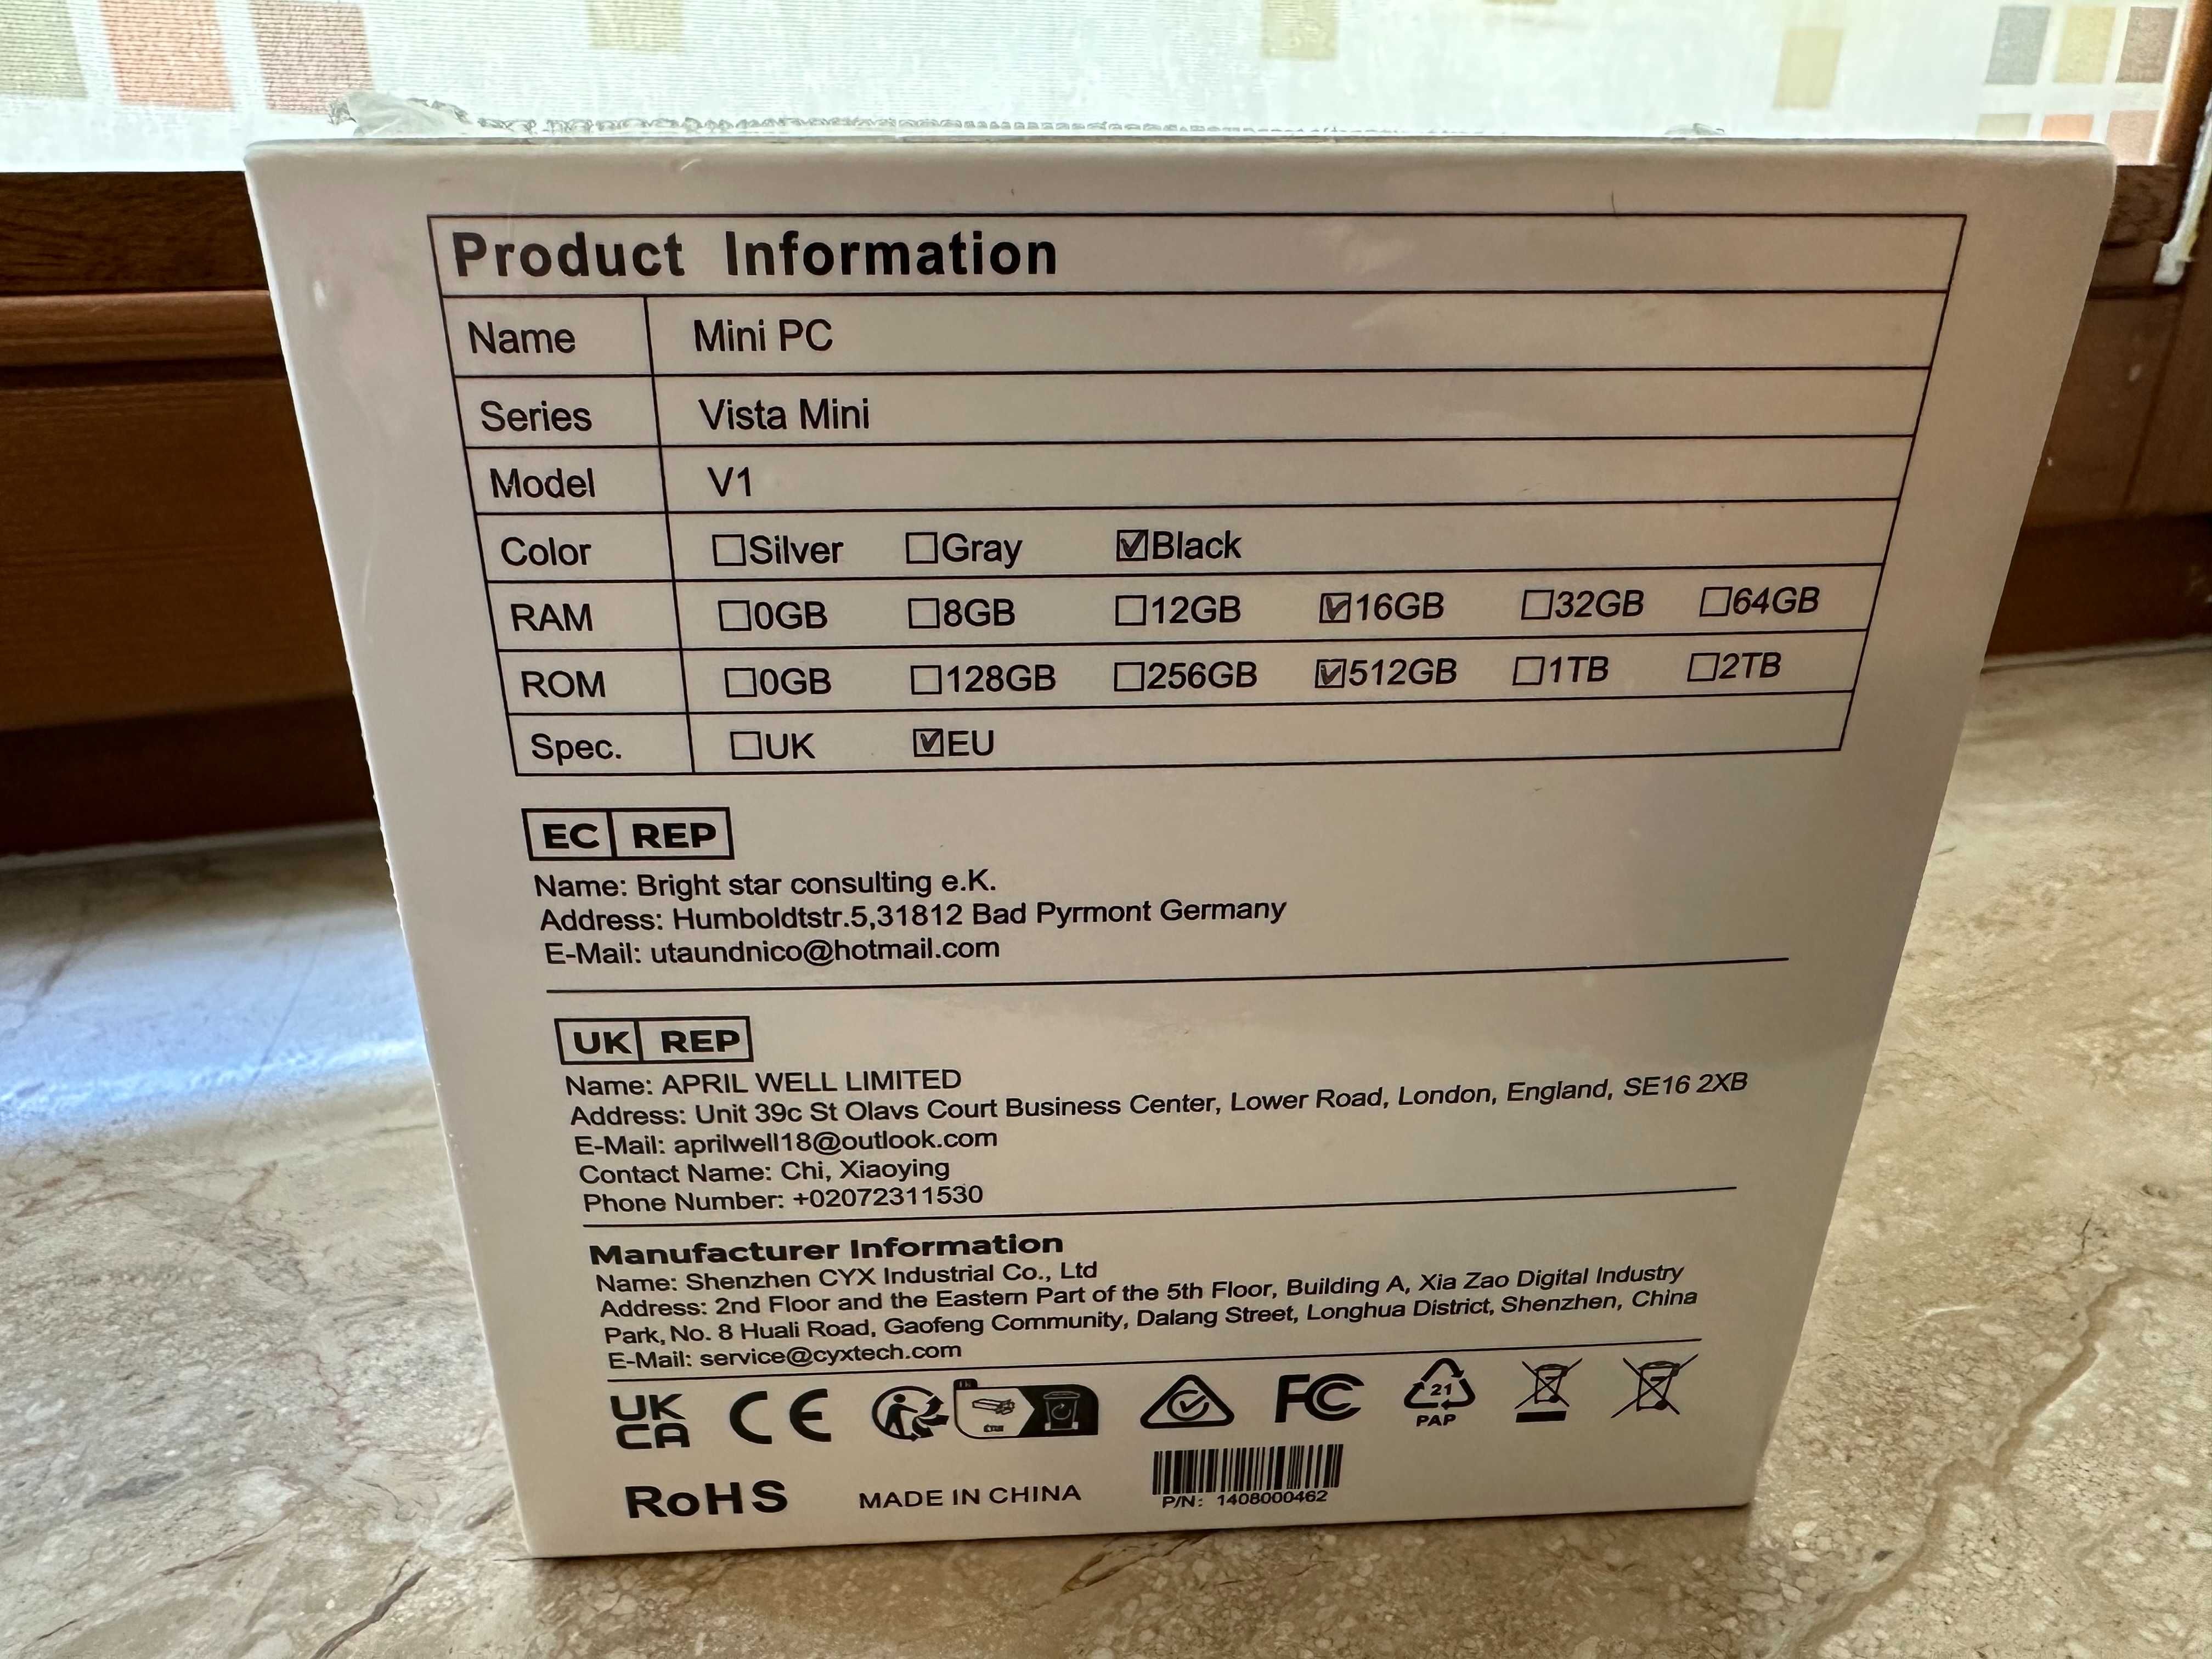 Product Information
Name Mini PC
Series Vista Mini
Model V1
Color ☐Silver ☐Gray ☑Black
RAM ☐0GB ☐8GB ☐12GB ☑16GB ☐32GB ☐64GB
ROM ☐0GB ☐128GB ☐256GB ☑512GB ☐1TB ☐2TB
Spec. ☐UK ☑EU
EC REP
Name: Bright star consulting e.K.
Address: Humboldtstr.5,31812 Bad Pyrmont Germany
E-Mail: utaundnico@hotmail.com
UK REP
Name: APRIL WELL LIMITED
Address: Unit 39c St Olavs Court Business Center, Lower Road, London, England, SE16 2XB
E-Mail: aprilwell18@outlook.com
Contact Name: Chi, Xiaoying
Phone Number: +02072311530
Manufacturer Information
Name: Shenzhen CYX Industrial Co., Ltd
Address: 2nd Floor and the Eastern Part of the 5th Floor, Building A, Xia Zao Digital Industry
Park, No. 8 Huali Road, Gaofeng Community, Dalang Street, Longhua District, Shenzhen, China
E-Mail: service@cyxtech.com
UK
CA
CE
FC
21
PAP
RoHS
MADE IN CHINA
P/N: 1408000462